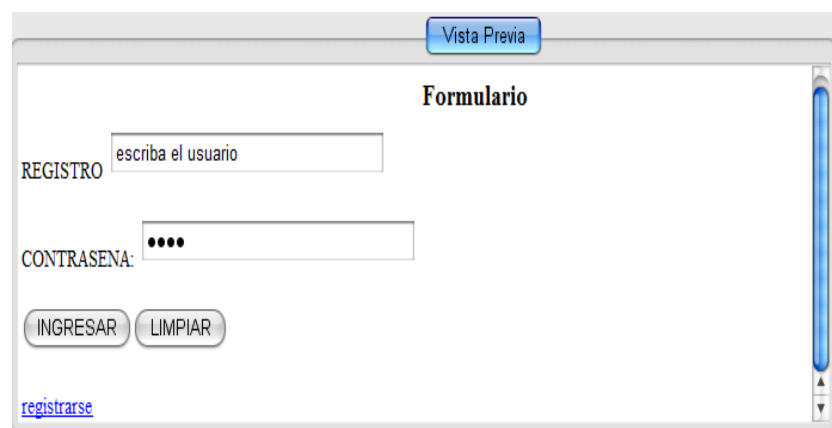 Vista Previa
Formulario
REGISTRO escriba el usuario
CONTRASENA: ••••
INGRESAR LIMPIAR
registrarse